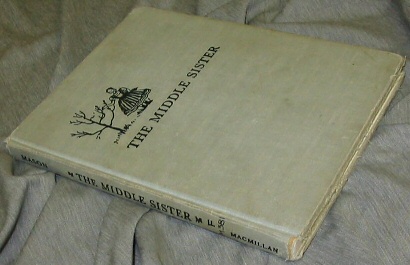 THE MIDDLE SISTER
MASON THE MIDDLE SISTER MACMILLAN